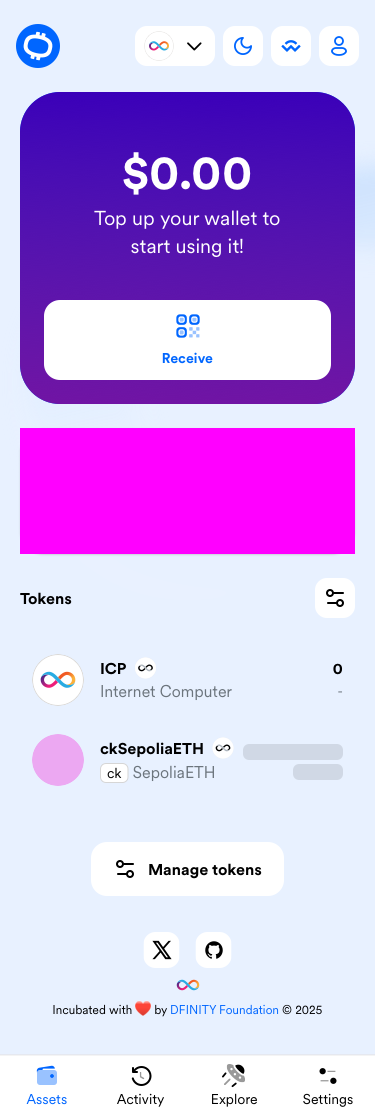 $0.00
Top up your wallet to
start using it!
Receive
Tokens
ICP
0
Internet Computer
-
ckSepoliaETH
ck SepoliaETH
Manage tokens
Incubated with ❤️ by DFINITY Foundation © 2025
Assets
Activity
Explore
Settings